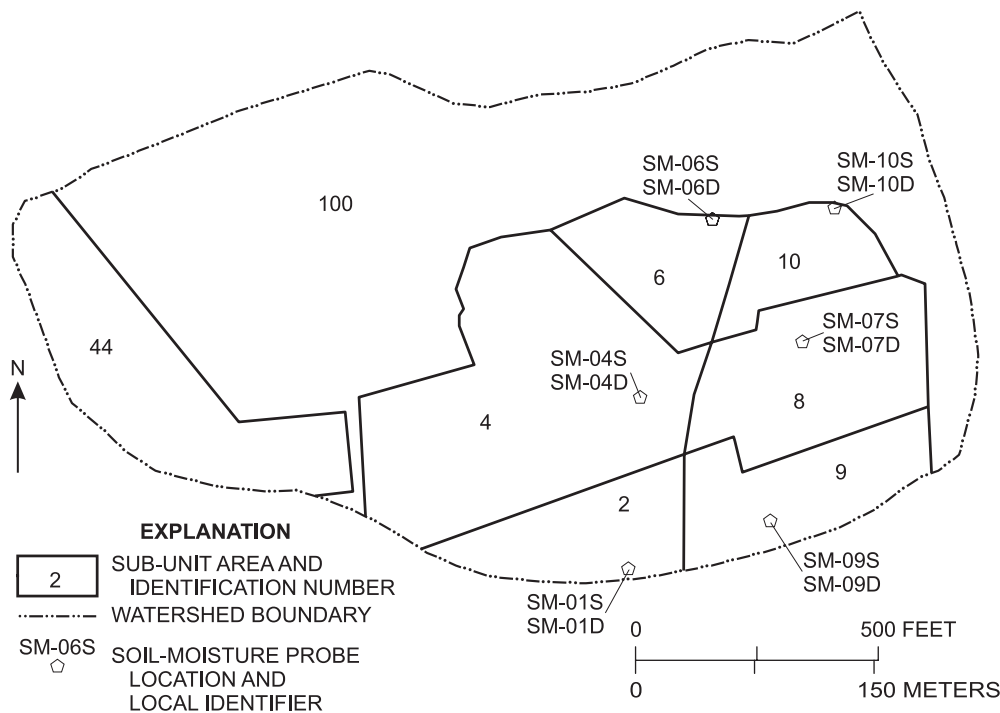 SM-06S
SM-06D
SM-10S
SM-10D
100
6
10
44
SM-07S
SM-07D
N
SM-04S
SM-04D
4
8
9
2
EXPLANATION
2
SUB-UNIT AREA AND
IDENTIFICATION NUMBER
WATERSHED BOUNDARY
SM-06S
SOIL-MOISTURE PROBE
LOCATION AND
LOCAL IDENTIFIER
SM-01S
SM-01D
SM-09S
SM-09D
0
500 FEET
0
150 METERS